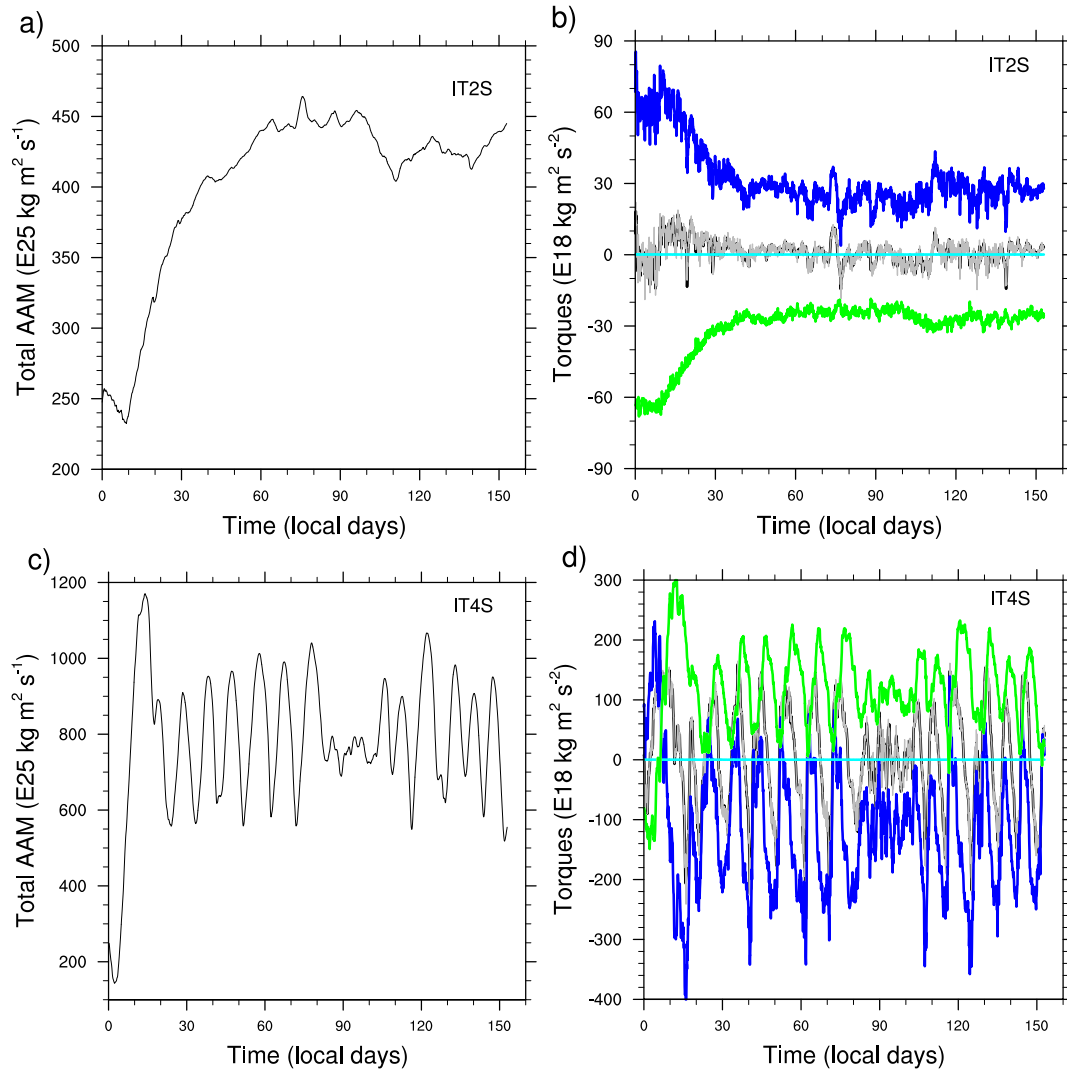 a)
500
450
400
350
300
250
200
Total AAM (E25 kg m² s⁻¹)
IT2S
0 30 60 90 120 150
Time (local days)
b)
90
60
30
0
-30
-60
-90
Torques (E18 kg m² s⁻²)
IT2S
0 30 60 90 120 150
Time (local days)
c)
1200
1000
800
600
400
200
Total AAM (E25 kg m² s⁻¹)
IT4S
0 30 60 90 120 150
Time (local days)
d)
300
200
100
0
-100
-200
-300
-400
Torques (E18 kg m² s⁻²)
IT4S
0 30 60 90 120 150
Time (local days)